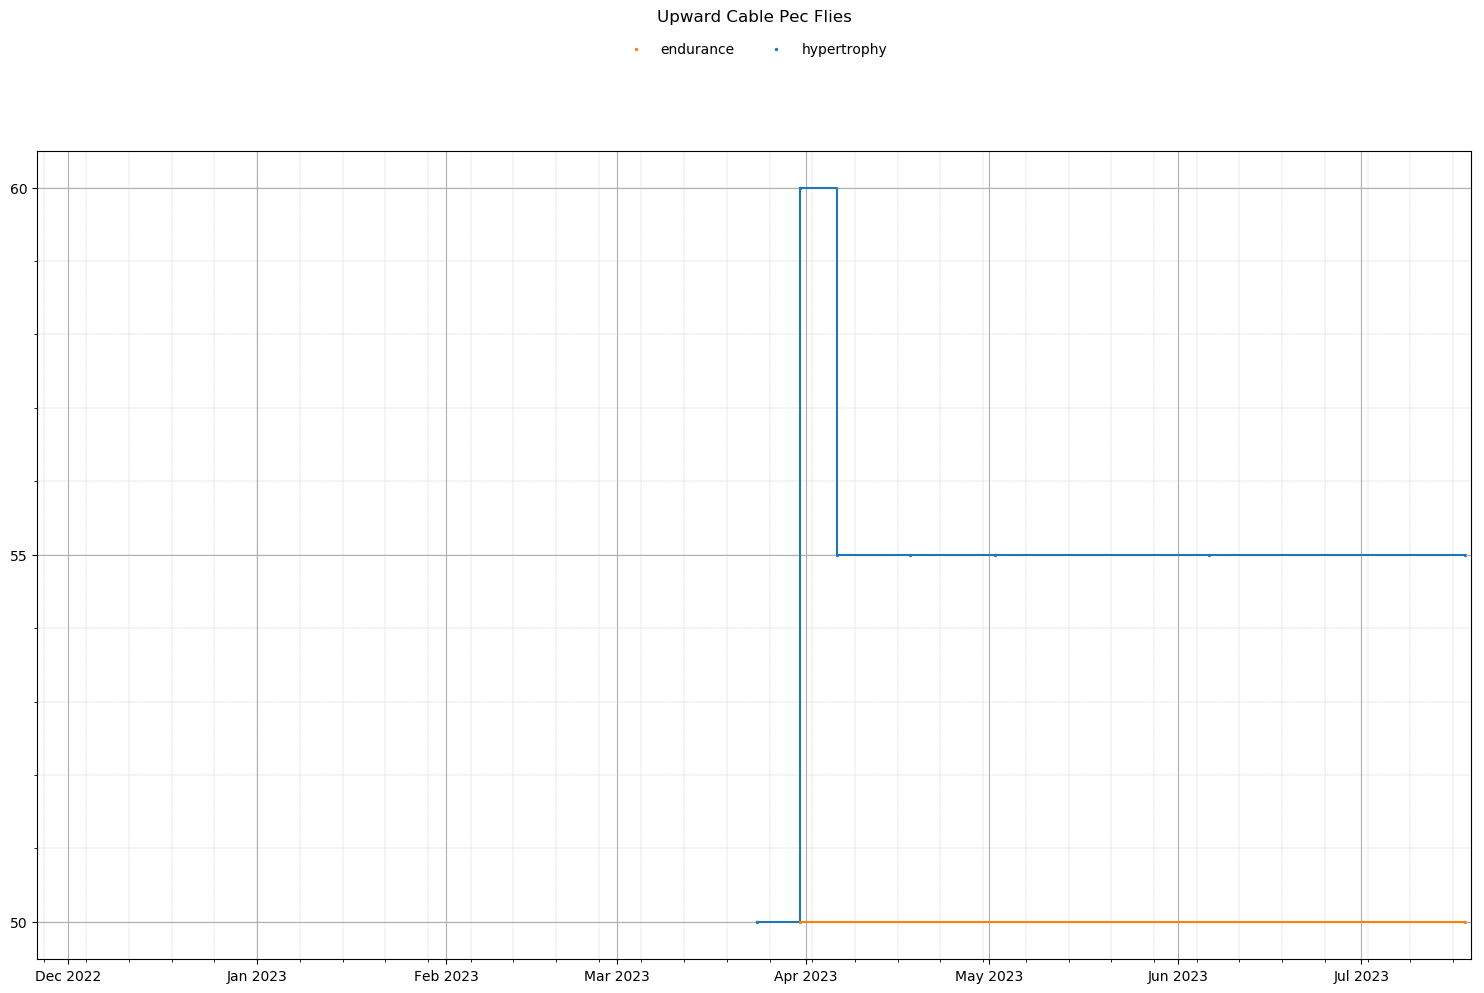 Upward Cable Pec Flies
endurance hypertrophy
60
55
50
Dec 2022 Jan 2023 Feb 2023 Mar 2023 Apr 2023 May 2023 Jun 2023 Jul 2023